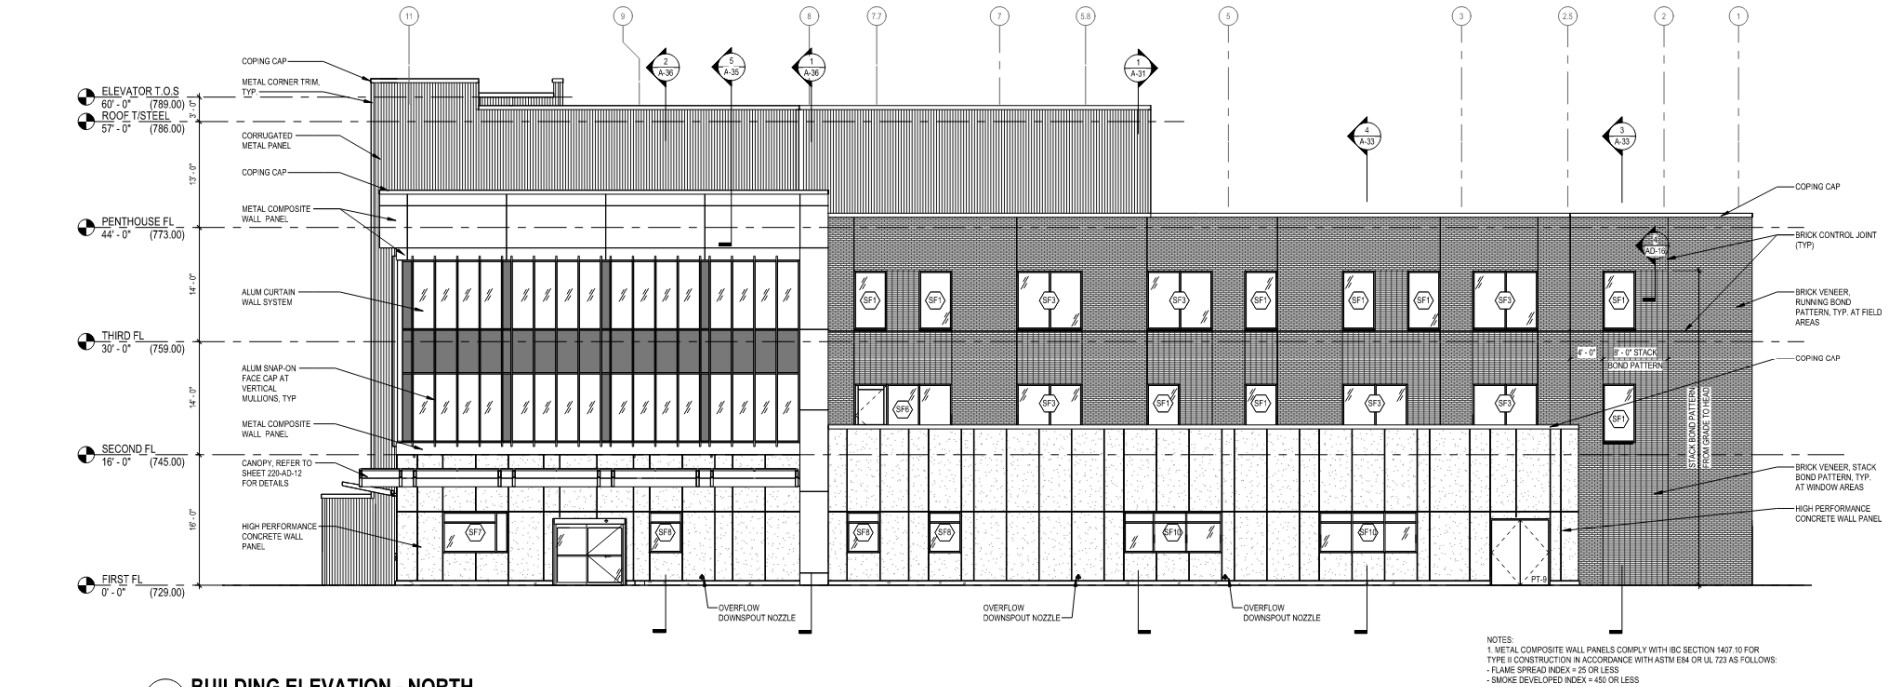 11
9
8
7.7
7
5.8
5
3
2.5
2
1
2
A-36
5
A-35
1
A-36
1
A-31
4
A-33
3
A-33
COPING CAP
METAL CORNER TRIM,
TYP.
ELEVATOR T.O.S
60' - 0" (789.00)
ROOF T/STEEL
57' - 0" (786.00)
3' - 0"
CORRUGATED
METAL PANEL
13' - 0"
COPING CAP
METAL COMPOSITE
WALL PANEL
PENTHOUSE FL
44' - 0" (773.00)
14' - 0"
ALUM CURTAIN
WALL SYSTEM
THIRD FL
30' - 0" (759.00)
ALUM SNAP-ON
FACE CAP AT
VERTICAL
MULLIONS, TYP
14' - 0"
METAL COMPOSITE
WALL PANEL
SECOND FL
16' - 0" (745.00)
CANOPY, REFER TO
SHEET 220-AD-12
FOR DETAILS
16' - 0"
HIGH PERFORMANCE
CONCRETE WALL
PANEL
FIRST FL
0' - 0" (729.00)
COPING CAP
BRICK CONTROL JOINT
(TYP)
AD-16
BRICK VENEER,
RUNNING BOND
PATTERN, TYP. AT FIELD
AREAS
SF1
SF1
SF3
SF3
SF1
SF1
SF1
SF3
SF1
4' - 0"
8' - 0" STACK
BOND PATTERN
COPING CAP
SF6
SF3
SF1
SF1
SF3
SF3
SF1
STACK BOND PATTERN
FROM GRADE TO HEAD
BRICK VENEER, STACK
BOND PATTERN, TYP.
AT WINDOW AREAS
HIGH PERFORMANCE
CONCRETE WALL PANEL
SF7
SF8
SF8
SF8
SF10
SF10
PT-9
OVERFLOW
DOWNSPOUT NOZZLE
OVERFLOW
DOWNSPOUT NOZZLE
OVERFLOW
DOWNSPOUT NOZZLE
NOTES:
1. METAL COMPOSITE WALL PANELS COMPLY WITH IBC SECTION 1407.10 FOR
TYPE II CONSTRUCTION IN ACCORDANCE WITH ASTM E84 OR UL 723 AS FOLLOWS:
- FLAME SPREAD INDEX = 25 OR LESS
- SMOKE DEVELOPED INDEX = 450 OR LESS
BUILDING ELEVATION - NORTH